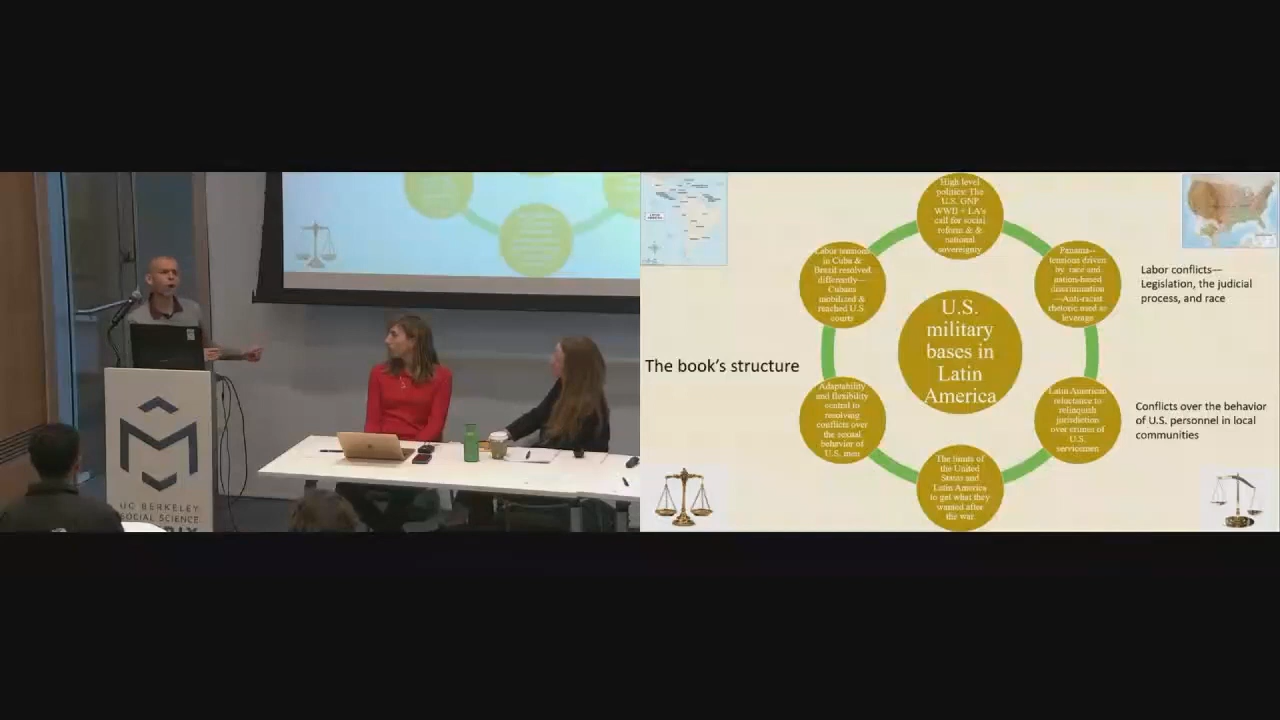 UC BERKELEY
SOCIAL SCIENCE
The book's structure
High level
politics: The
U.S. GNP
WWII + LA's
call for social
reform & &
national
sovereignty
Panama--
tensions driven
by race and
nation-based
discrimination
—Anti-racist
rhetoric used as
leverage
Latin American
reluctance to
relinquish
jurisdiction
over crimes of
U.S.
servicemen
The limits of
the United
States and
Latin America
to get what they
wanted after
the war.
Adaptability
and flexibility
central to
resolving
conflicts over
the sexual
behavior of
U.S. men
Labor tensions
in Cuba &
Brazil resolved
differently—
Cubans
mobilized &
reached U.S.
courts
U.S.
military
bases in
Latin
America
Labor conflicts—
Legislation, the judicial
process, and race
Conflicts over the behavior
of U.S. personnel in local
communities